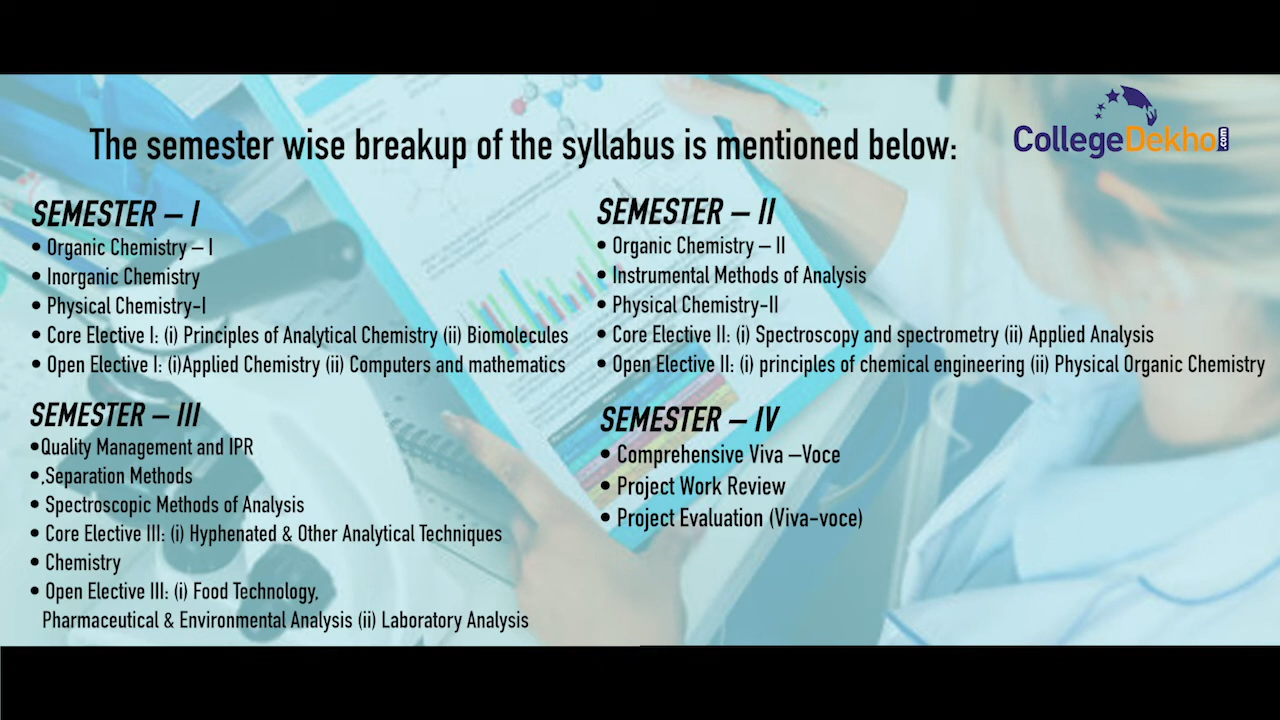 The semester wise breakup of the syllabus is mentioned below:
CollegeDekho.com
SEMESTER – I
• Organic Chemistry – I
• Inorganic Chemistry
• Physical Chemistry-I
• Core Elective I: (i) Principles of Analytical Chemistry (ii) Biomolecules
• Open Elective I: (i)Applied Chemistry (ii) Computers and mathematics
SEMESTER – II
• Organic Chemistry – II
• Instrumental Methods of Analysis
• Physical Chemistry-II
• Core Elective II: (i) Spectroscopy and spectrometry (ii) Applied Analysis
• Open Elective II: (i) principles of chemical engineering (ii) Physical Organic Chemistry
SEMESTER – III
•Quality Management and IPR
•,Separation Methods
• Spectroscopic Methods of Analysis
• Core Elective III: (i) Hyphenated & Other Analytical Techniques
• Chemistry
• Open Elective III: (i) Food Technology,
Pharmaceutical & Environmental Analysis (ii) Laboratory Analysis
SEMESTER – IV
• Comprehensive Viva –Voce
• Project Work Review
• Project Evaluation (Viva-voce)